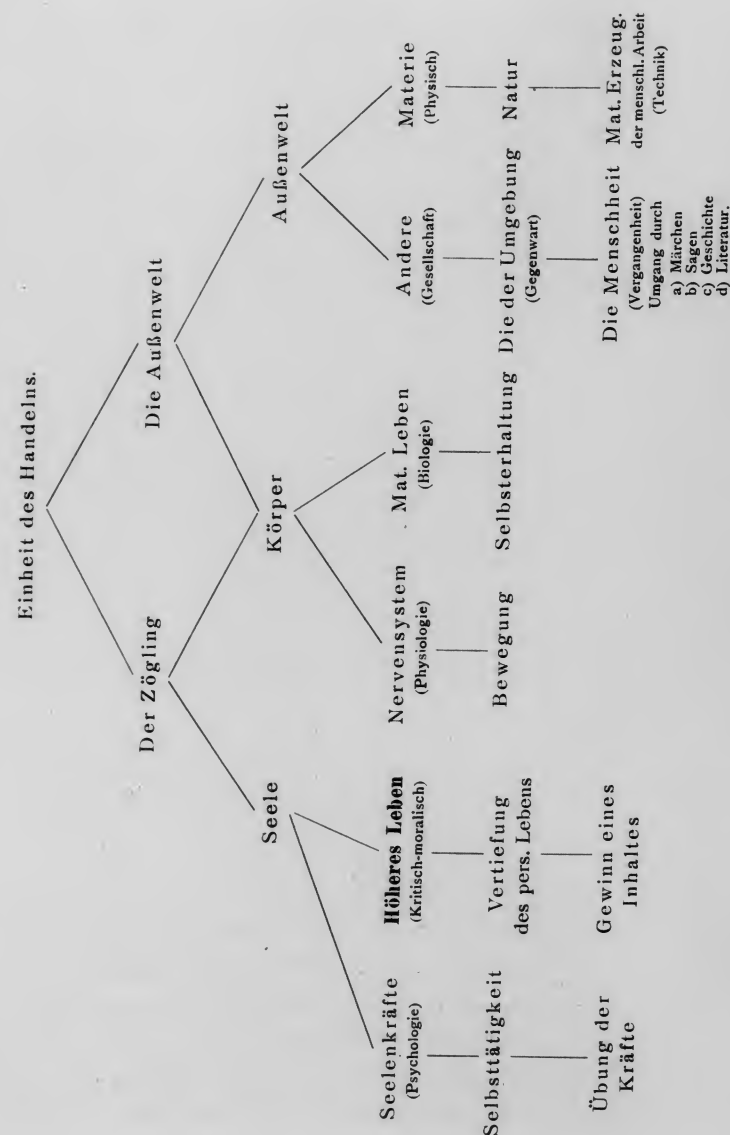 Einheit des Handelns.
Der Zögling
Die Außenwelt
Seele
Körper
Außenwelt
Seelenkräfte
(Psychologie)
Höheres Leben
(Kritisch-moralisch)
Nervensystem
(Physiologie)
Mat. Leben
(Biologie)
Andere
(Gesellschaft)
Materie
(Physisch)
Selbsttätigkeit
Vertiefung
des pers. Lebens
Bewegung
Selbsterhaltung
Die der Umgebung
(Gegenwart)
Natur
Übung der
Kräfte
Gewinn eines
Inhaltes
Die Menschheit
(Vergangenheit)
Umgang durch
a) Märchen
b) Sagen
c) Geschichte
d) Literatur.
Mat. Erzeug.
der menschl. Arbeit
(Technik)